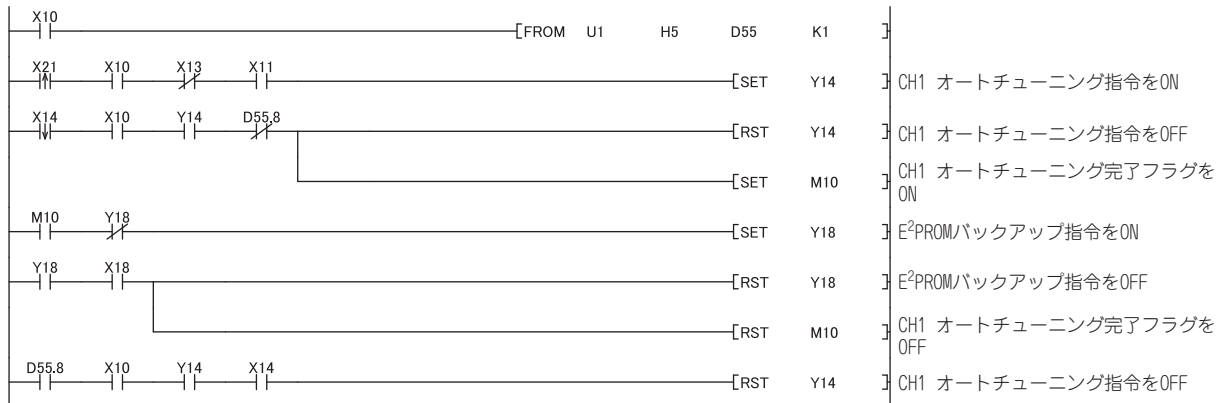 X10
[FROM U1 H5 D55 K1 ]
X21 X10 X13 X11
[SET Y14 ] CH1 オートチューニング指令をON
X14 X10 Y14 D55.8
[RST Y14 ] CH1 オートチューニング指令をOFF
[SET M10 ] CH1 オートチューニング完了フラグを
ON
M10 Y18
[SET Y18 ] E²PROMバックアップ指令をON
Y18 X18
[RST Y18 ] E²PROMバックアップ指令をOFF
[RST M10 ] CH1 オートチューニング完了フラグを
OFF
D55.8 X10 Y14 X14
[RST Y14 ] CH1 オートチューニング指令をOFF